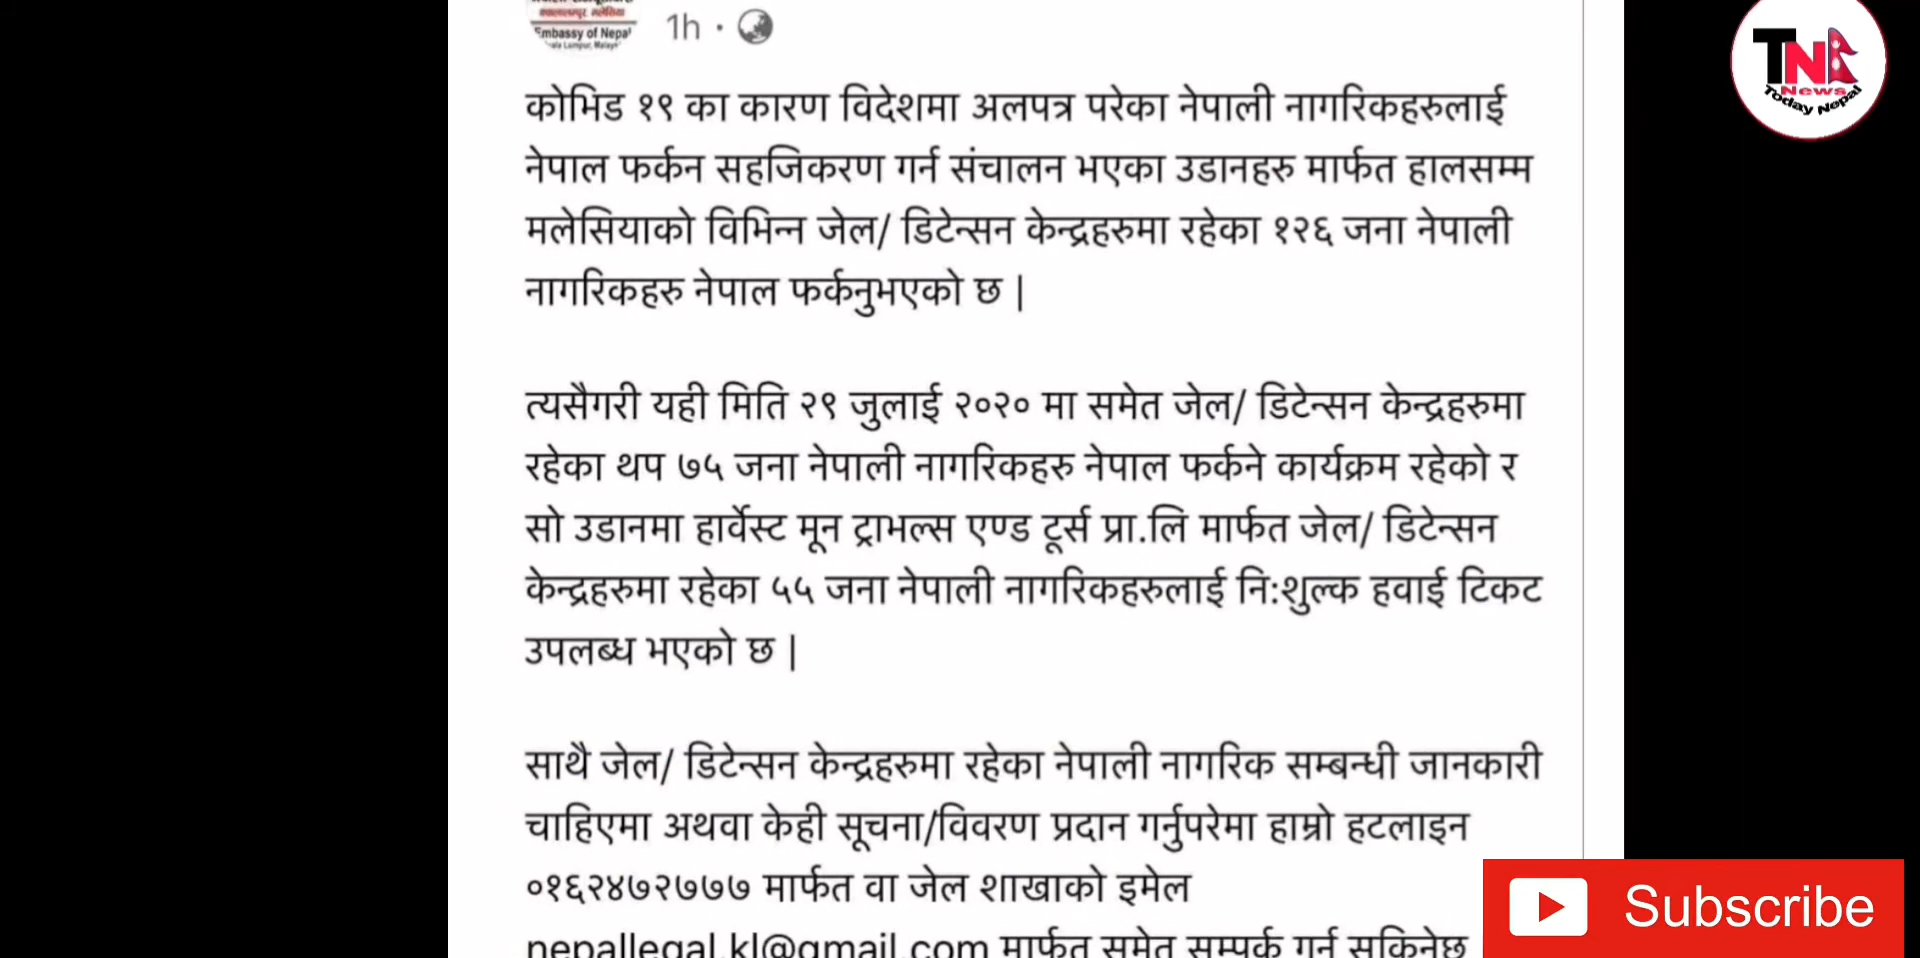 मलेसिया
Embassy of Nepal
Kuala Lumpur, Malays
1h ·
कोभिड १९ का कारण विदेशमा अलपत्र परेका नेपाली नागरिकहरुलाई
नेपाल फर्कन सहजिकरण गर्न संचालन भएका उडानहरु मार्फत हालसम्म
मलेसियाको विभिन्न जेल/ डिटेन्सन केन्द्रहरुमा रहेका १२६ जना नेपाली
नागरिकहरु नेपाल फर्कनुभएको छ |
त्यसैगरी यही मिति २९ जुलाई २०२० मा समेत जेल/ डिटेन्सन केन्द्रहरुमा
रहेका थप ७५ जना नेपाली नागरिकहरु नेपाल फर्कने कार्यक्रम रहेको र
सो उडानमा हार्वेस्ट मून ट्राभल्स एण्ड टूर्स प्रा.लि मार्फत जेल/ डिटेन्सन
केन्द्रहरुमा रहेका ५५ जना नेपाली नागरिकहरुलाई नि:शुल्क हवाई टिकट
उपलब्ध भएको छ |
साथै जेल/ डिटेन्सन केन्द्रहरुमा रहेका नेपाली नागरिक सम्बन्धी जानकारी
चाहिएमा अथवा केही सूचना/विवरण प्रदान गर्नुपरेमा हाम्रो हटलाइन
०१६२४७२७७७ मार्फत वा जेल शाखाको इमेल
nepallegal.kl@gmail.com मार्फत समेत सम्पर्क गर्न सकिनेछ
TN
News
Today Nepal
Subscribe